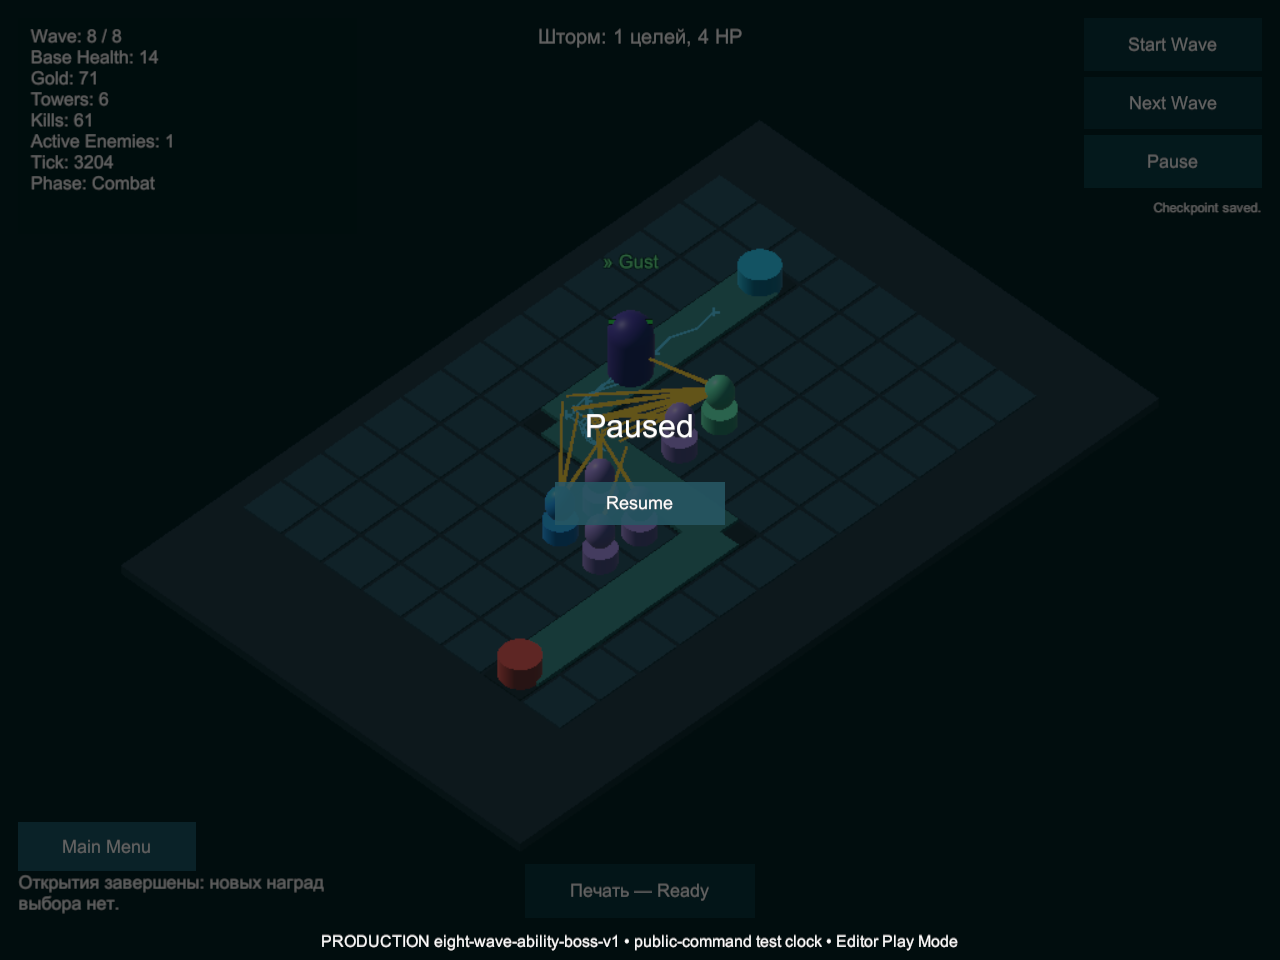 Wave: 8 / 8
Base Health: 14
Gold: 71
Towers: 6
Kills: 61
Active Enemies: 1
Tick: 3204
Phase: Combat
Шторм: 1 целей, 4 HP
Start Wave
Next Wave
Pause
Checkpoint saved.
» Gust
Paused
Resume
Main Menu
Открытия завершены: новых наград
выбора нет.
Печать — Ready
PRODUCTION eight-wave-ability-boss-v1 • public-command test clock • Editor Play Mode